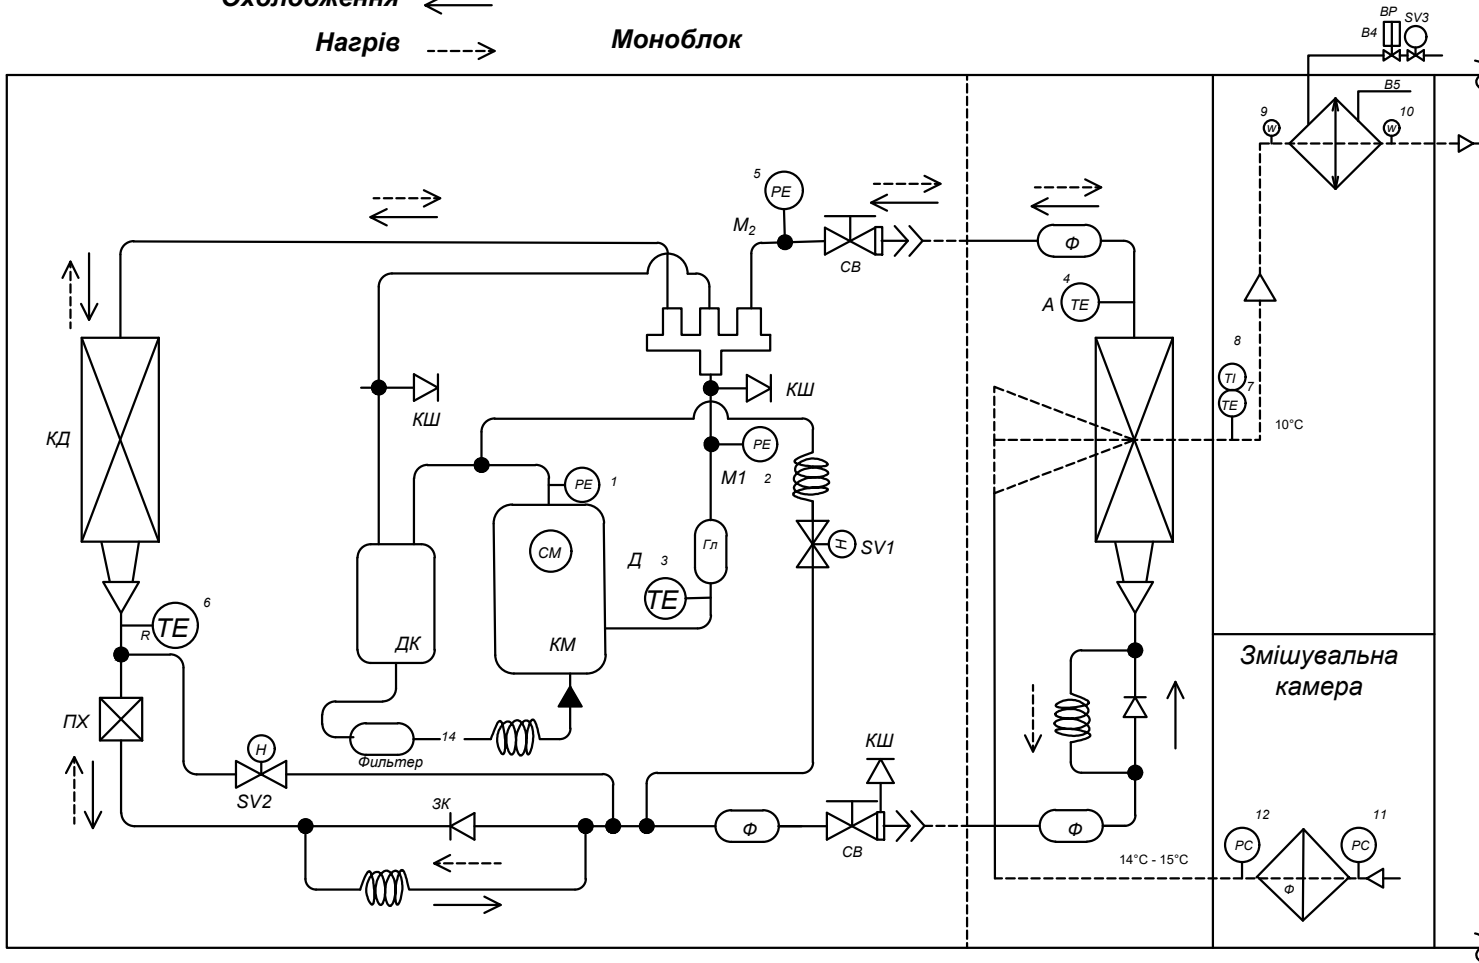 Охолодження
Нагрів
Моноблок
BP
SV3
B4
B5
9
W
W
10
5
PE
M2
СВ
Ф
4
A
TE
8
TI
7
TE
10°C
КД
КШ
КШ
PE
M1
2
PE
1
СМ
Гл
H
SV1
Д
3
TE
6
R
TE
ДК
КМ
Змішувальна
камера
ПХ
14
Фильтер
H
SV2
КШ
ЗК
Ф
СВ
Ф
12
11
PC
PC
14°C - 15°C
Ф